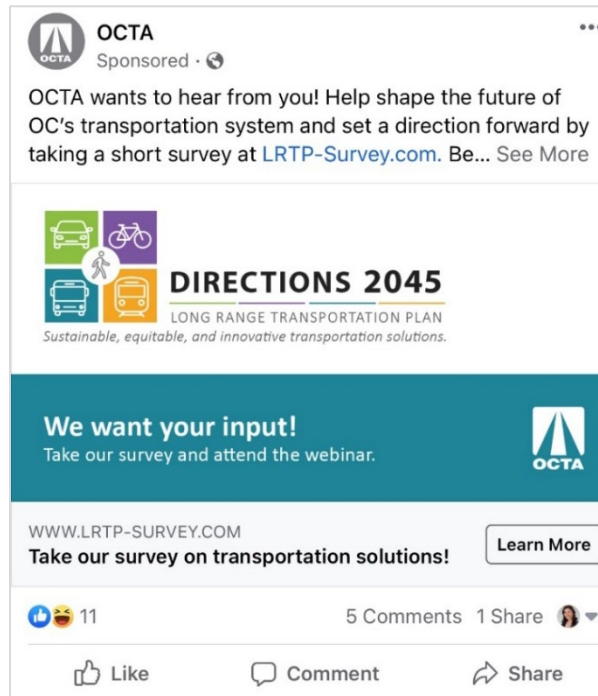 OCTA
OCTA
Sponsored ·
OCTA wants to hear from you! Help shape the future of
OC's transportation system and set a direction forward by
taking a short survey at LRTP-Survey.com. Be... See More
DIRECTIONS 2045
LONG RANGE TRANSPORTATION PLAN
Sustainable, equitable, and innovative transportation solutions.
We want your input!
Take our survey and attend the webinar.
OCTA
WWW.LRTP-SURVEY.COM
Take our survey on transportation solutions!
Learn More
11 5 Comments 1 Share
Like Comment Share